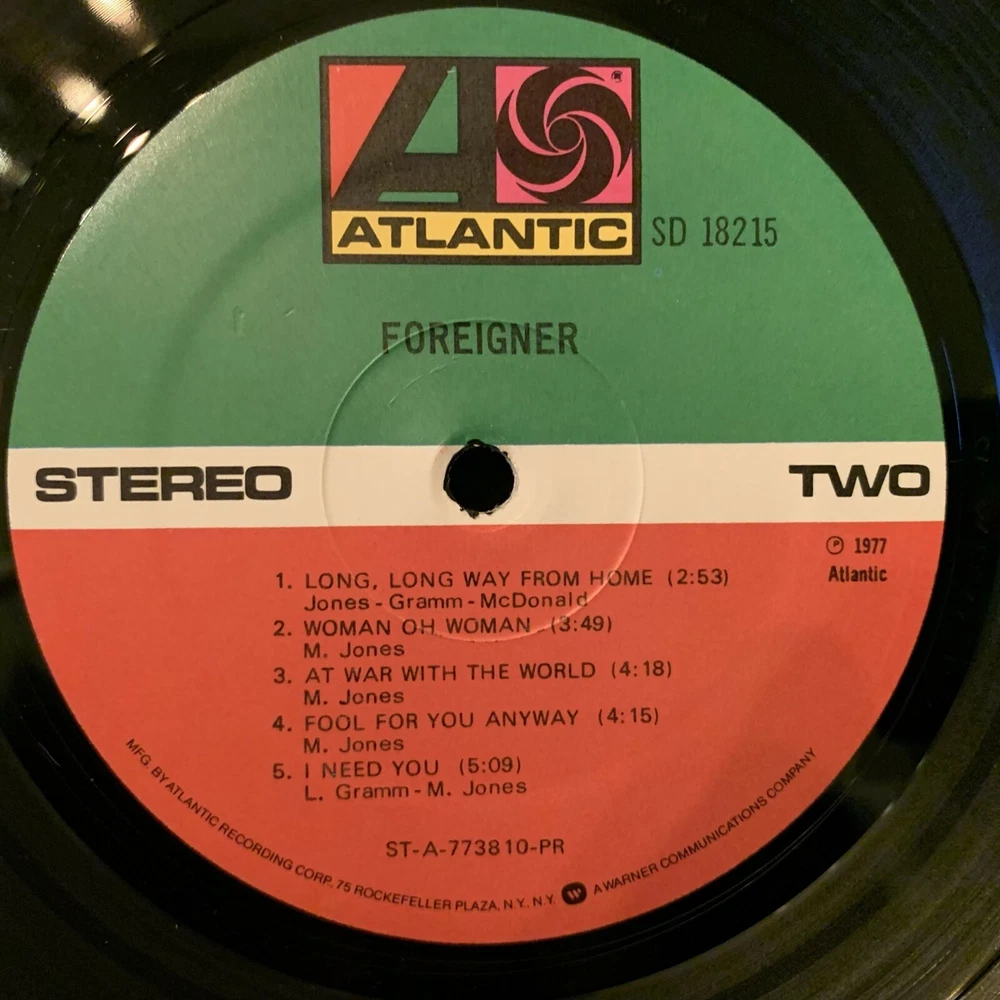 ATLANTIC
SD 18215
FOREIGNER
STEREO
TWO
℗ 1977
Atlantic
1. LONG, LONG WAY FROM HOME (2:53)
Jones - Gramm - McDonald
2. WOMAN OH WOMAN (3:49)
M. Jones
3. AT WAR WITH THE WORLD (4:18)
M. Jones
4. FOOL FOR YOU ANYWAY (4:15)
M. Jones
5. I NEED YOU (5:09)
L. Gramm - M. Jones
ST-A-773810-PR
MFG. BY ATLANTIC RECORDING CORP., 75 ROCKEFELLER PLAZA, N.Y., N.Y. A WARNER COMMUNICATIONS COMPANY